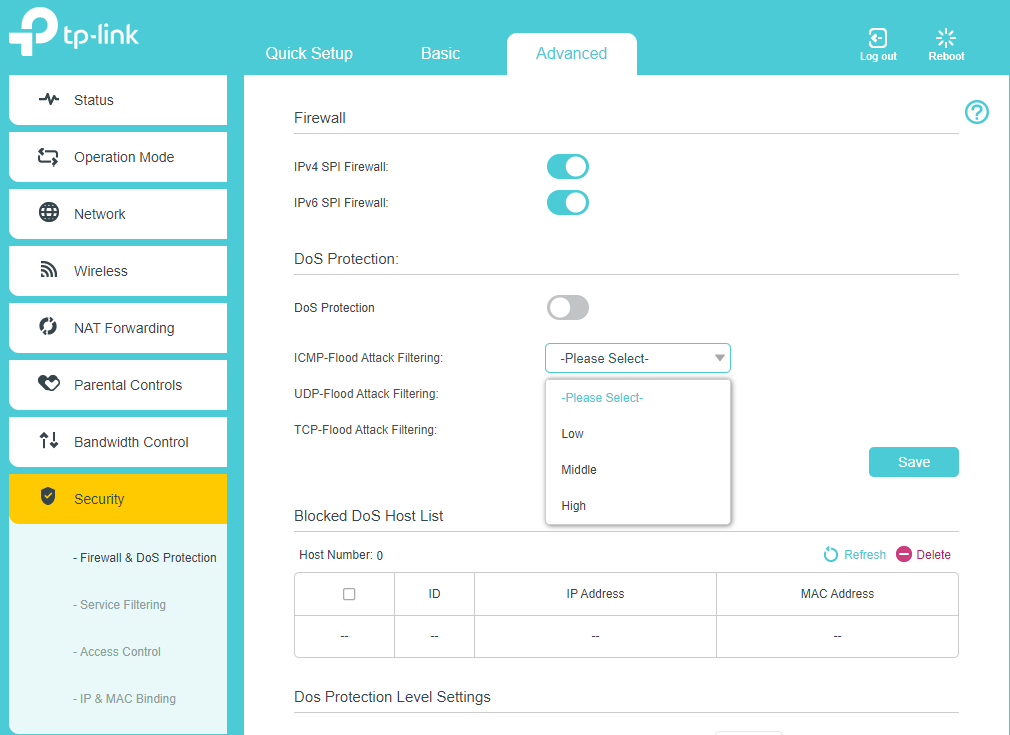 tp-link
Quick Setup
Basic
Advanced
Log out
Reboot
Status
Operation Mode
Network
Wireless
NAT Forwarding
Parental Controls
Bandwidth Control
Security
- Firewall & DoS Protection
- Service Filtering
- Access Control
- IP & MAC Binding
Firewall
?
IPv4 SPI Firewall:
IPv6 SPI Firewall:
DoS Protection:
DoS Protection
ICMP-Flood Attack Filtering: -Please Select-
-Please Select-
Low
Middle
High
UDP-Flood Attack Filtering:
TCP-Flood Attack Filtering:
Save
Blocked DoS Host List
Host Number: 0 Refresh Delete
ID IP Address MAC Address
-- -- -- --
Dos Protection Level Settings